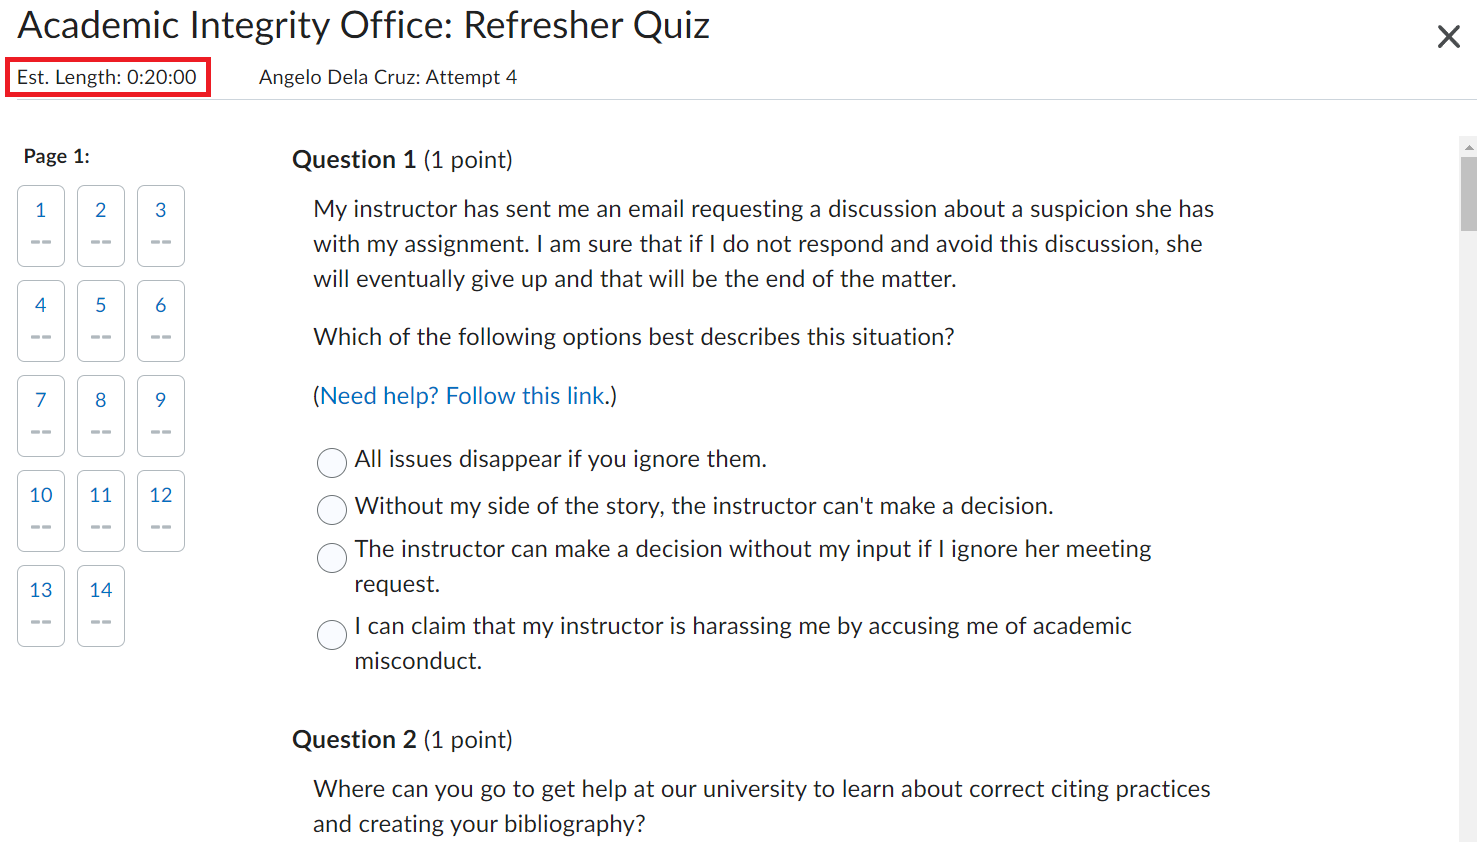 Academic Integrity Office: Refresher Quiz
Est. Length: 0:20:00 Angelo Dela Cruz: Attempt 4
Page 1:
1 2 3
-- -- --
4 5 6
-- -- --
7 8 9
-- -- --
10 11 12
-- -- --
13 14
-- --
Question 1 (1 point)
My instructor has sent me an email requesting a discussion about a suspicion she has
with my assignment. I am sure that if I do not respond and avoid this discussion, she
will eventually give up and that will be the end of the matter.
Which of the following options best describes this situation?
(Need help? Follow this link.)
All issues disappear if you ignore them.
Without my side of the story, the instructor can't make a decision.
The instructor can make a decision without my input if I ignore her meeting
request.
I can claim that my instructor is harassing me by accusing me of academic
misconduct.
Question 2 (1 point)
Where can you go to get help at our university to learn about correct citing practices
and creating your bibliography?